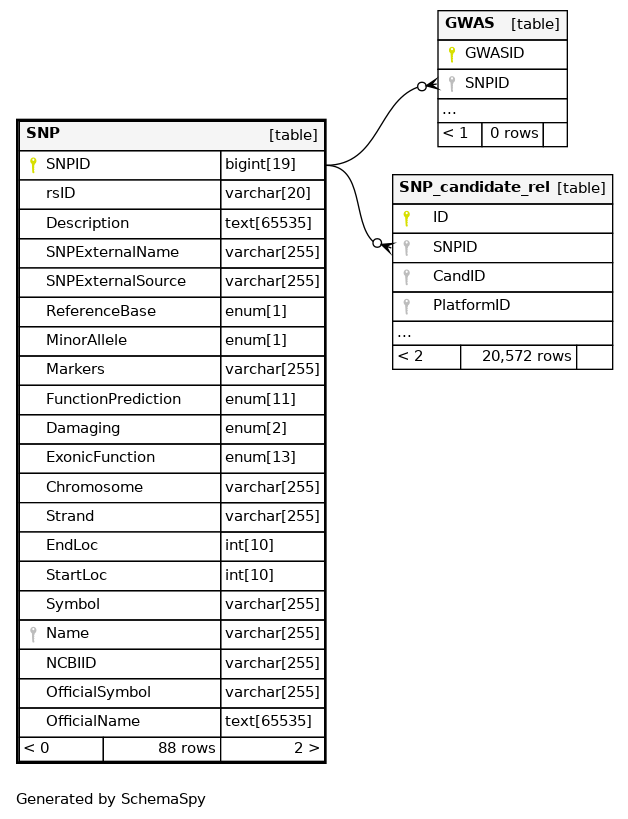 GWAS [table]
GWASID
SNPID
...
< 1 0 rows
SNP [table]
SNPID bigint[19]
rsID varchar[20]
Description text[65535]
SNPExternalName varchar[255]
SNPExternalSource varchar[255]
ReferenceBase enum[1]
MinorAllele enum[1]
Markers varchar[255]
FunctionPrediction enum[11]
Damaging enum[2]
ExonicFunction enum[13]
Chromosome varchar[255]
Strand varchar[255]
EndLoc int[10]
StartLoc int[10]
Symbol varchar[255]
Name varchar[255]
NCBIID varchar[255]
OfficialSymbol varchar[255]
OfficialName text[65535]
< 0 88 rows 2 >
SNP_candidate_rel [table]
ID
SNPID
CandID
PlatformID
...
< 2 20,572 rows
Generated by SchemaSpy